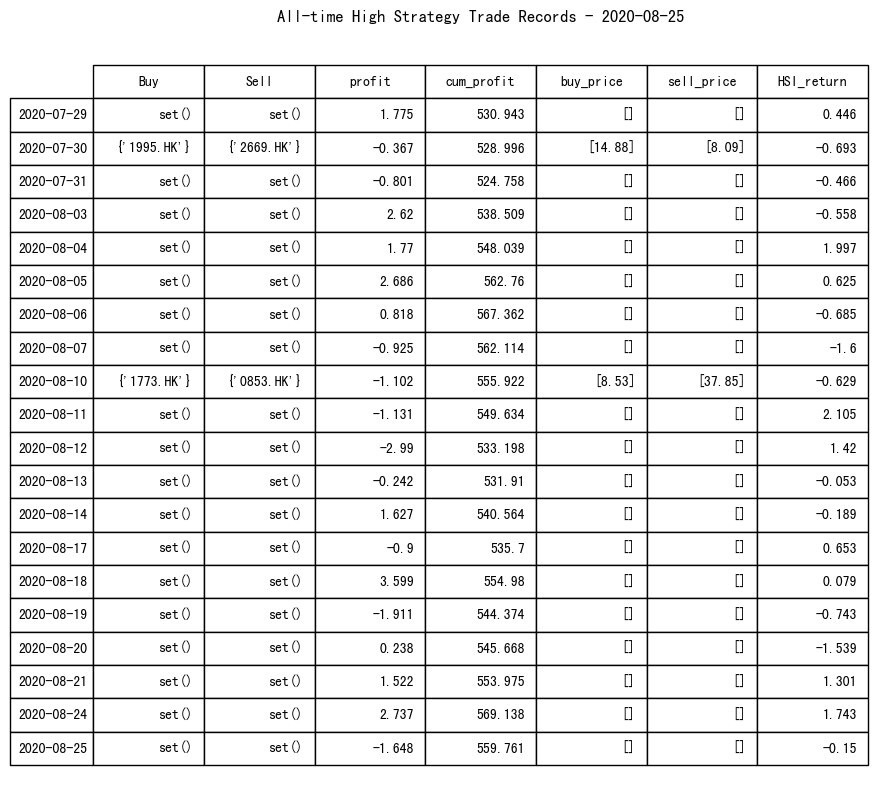 All-time High Strategy Trade Records - 2020-08-25
Buy Sell profit cum_profit buy_price sell_price HSI_return
2020-07-29 set() set() 1.775 530.943 [] [] 0.446
2020-07-30 {'1995.HK'} {'2669.HK'} -0.367 528.996 [14.88] [8.09] -0.693
2020-07-31 set() set() -0.801 524.758 [] [] -0.466
2020-08-03 set() set() 2.62 538.509 [] [] -0.558
2020-08-04 set() set() 1.77 548.039 [] [] 1.997
2020-08-05 set() set() 2.686 562.76 [] [] 0.625
2020-08-06 set() set() 0.818 567.362 [] [] -0.685
2020-08-07 set() set() -0.925 562.114 [] [] -1.6
2020-08-10 {'1773.HK'} {'0853.HK'} -1.102 555.922 [8.53] [37.85] -0.629
2020-08-11 set() set() -1.131 549.634 [] [] 2.105
2020-08-12 set() set() -2.99 533.198 [] [] 1.42
2020-08-13 set() set() -0.242 531.91 [] [] -0.053
2020-08-14 set() set() 1.627 540.564 [] [] -0.189
2020-08-17 set() set() -0.9 535.7 [] [] 0.653
2020-08-18 set() set() 3.599 554.98 [] [] 0.079
2020-08-19 set() set() -1.911 544.374 [] [] -0.743
2020-08-20 set() set() 0.238 545.668 [] [] -1.539
2020-08-21 set() set() 1.522 553.975 [] [] 1.301
2020-08-24 set() set() 2.737 569.138 [] [] 1.743
2020-08-25 set() set() -1.648 559.761 [] [] -0.15